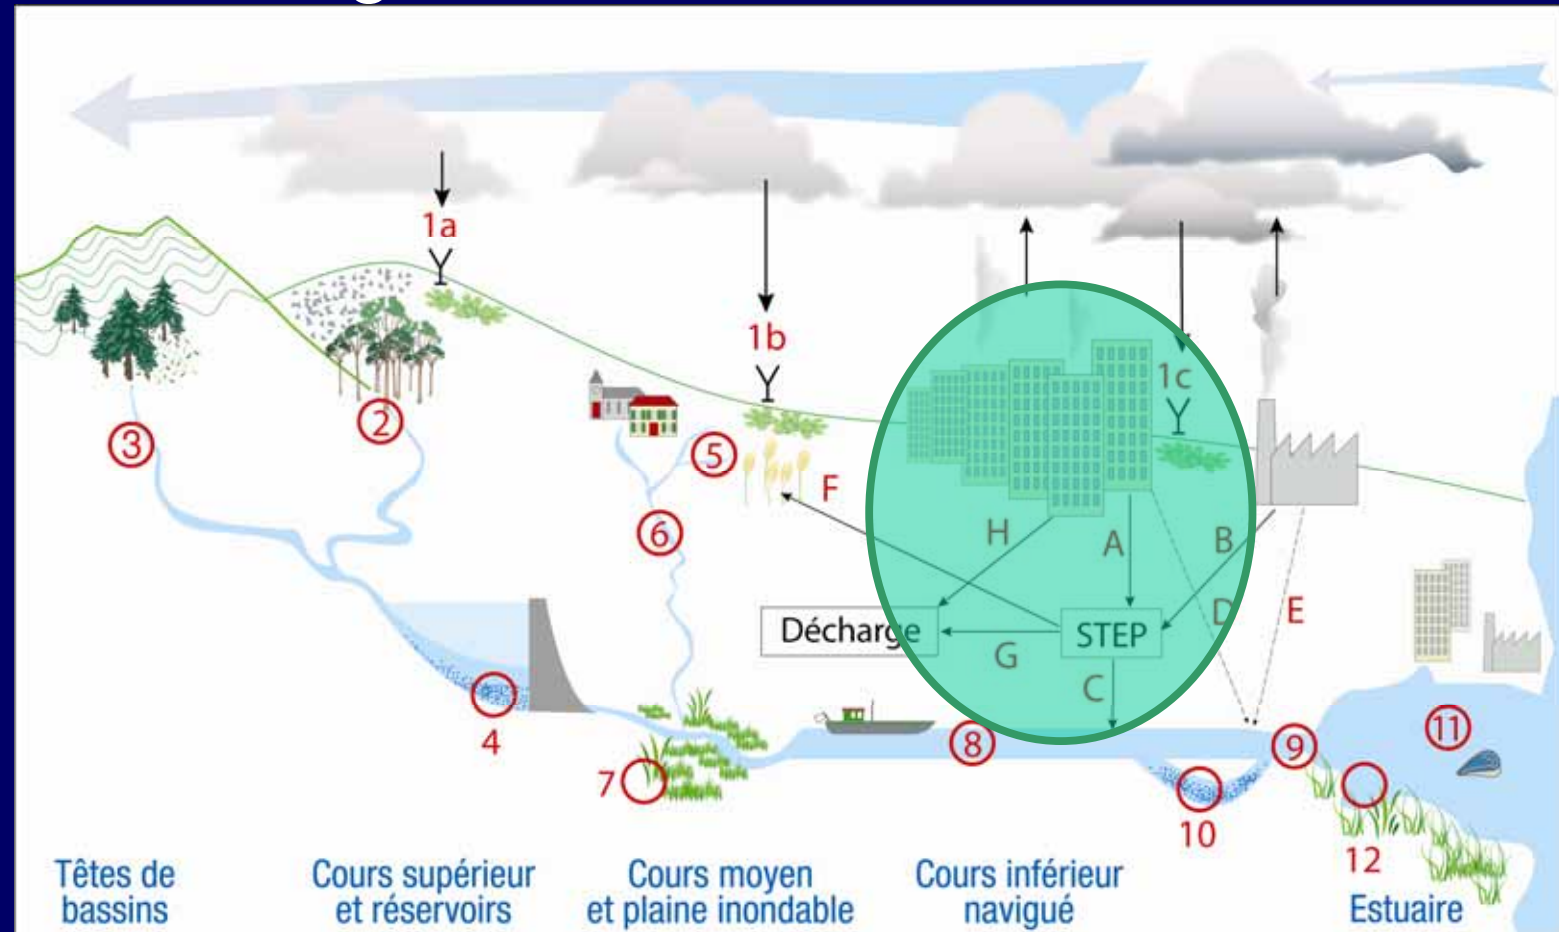 1a
1b
1c
2
3
5
F
6
H
A
B
D
E
Décharge
STEP
G
C
4
7
8
9
10
11
12
Têtes de
bassins
Cours supérieur
et réservoirs
Cours moyen
et plaine inondable
Cours inférieur
navigué
Estuaire